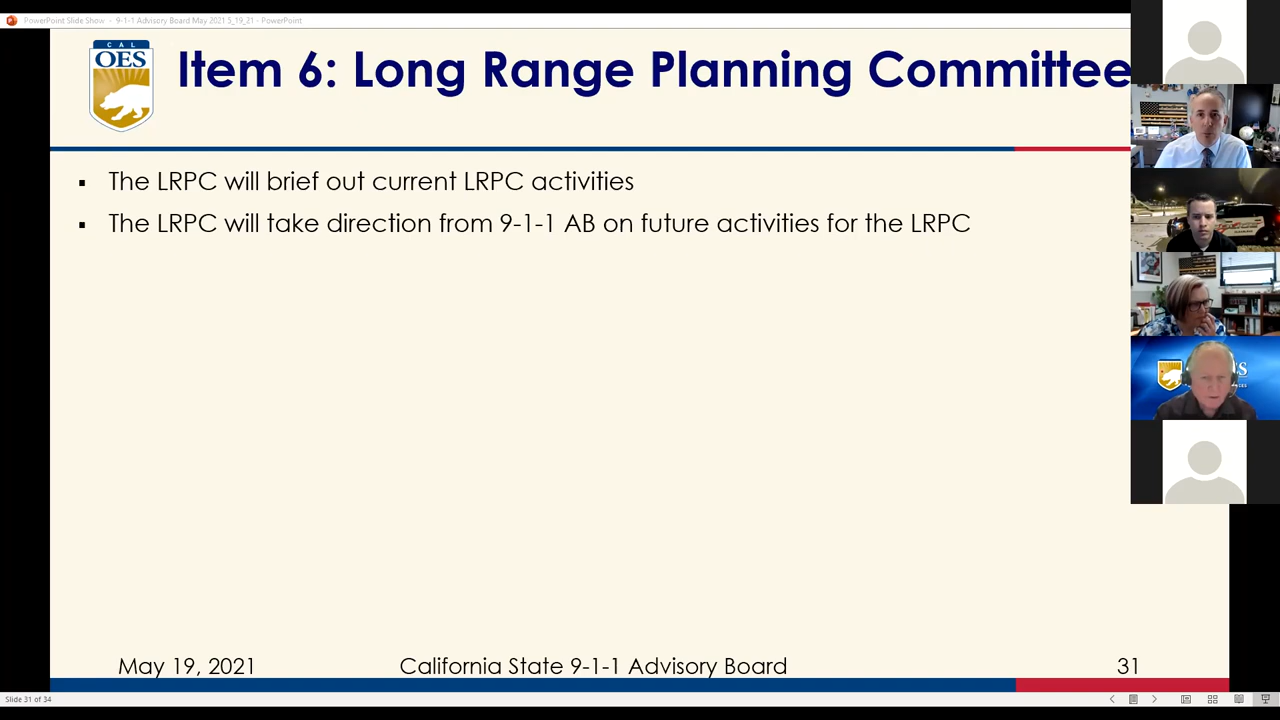 PowerPoint Slide Show - 9-1-1 Advisory Board May 2021 5_19_21 - PowerPoint
CAL
OES
Item 6: Long Range Planning Committee
▪ The LRPC will brief out current LRPC activities
▪ The LRPC will take direction from 9-1-1 AB on future activities for the LRPC
May 19, 2021
California State 9-1-1 Advisory Board
31
Slide 31 of 34